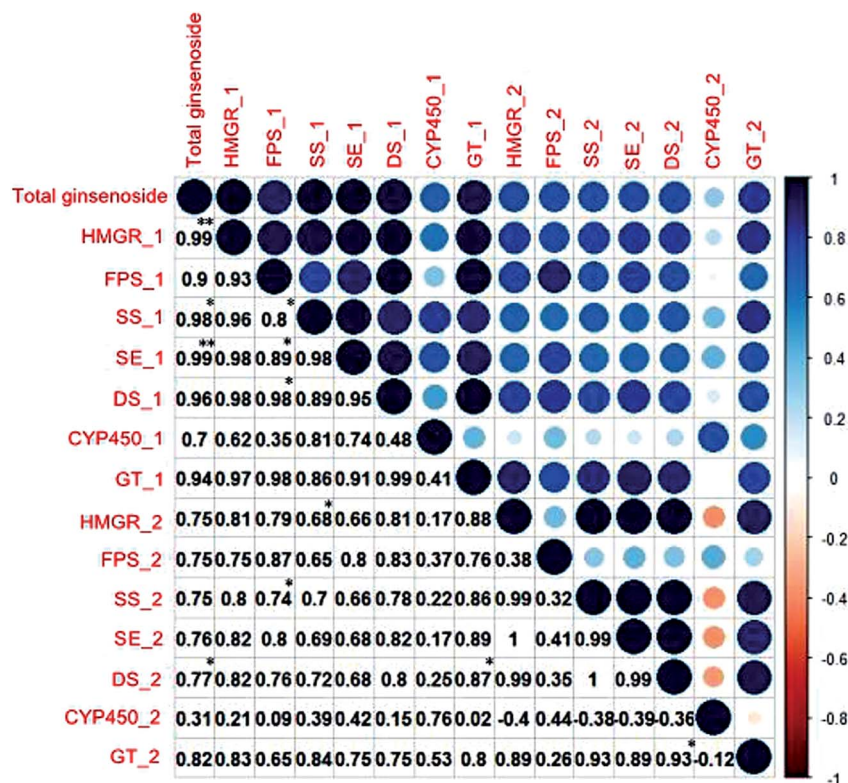 Total ginsenoside HMGR_1 FPS_1 SS_1 SE_1 DS_1 CYP450_1 GT_1 HMGR_2 FPS_2 SS_2 SE_2 DS_2 CYP450_2 GT_2
Total ginsenoside 1
HMGR_1 0.99** 0.8
FPS_1 0.9 0.93 0.6
SS_1 0.98* 0.96 0.8*
SE_1 0.99** 0.98 0.89* 0.98 0.4
DS_1 0.96 0.98 0.98* 0.89 0.95 0.2
CYP450_1 0.7 0.62 0.35 0.81 0.74 0.48
GT_1 0.94 0.97 0.98 0.86 0.91 0.99 0.41 0
HMGR_2 0.75 0.81 0.79 0.68* 0.66 0.81 0.17 0.88 -0.2
FPS_2 0.75 0.75 0.87 0.65 0.8 0.83 0.37 0.76 0.38
SS_2 0.75 0.8 0.74* 0.7 0.66 0.78 0.22 0.86 0.99 0.32 -0.4
SE_2 0.76 0.82 0.8 0.69 0.68 0.82 0.17 0.89 1 0.41 0.99
DS_2 0.77* 0.82 0.76 0.72 0.68 0.8 0.25 0.87* 0.99 0.35 1 0.99 -0.6
CYP450_2 0.31 0.21 0.09 0.39 0.42 0.15 0.76 0.02 -0.4 0.44 -0.38 -0.39 -0.36 -0.8
GT_2 0.82 0.83 0.65 0.84 0.75 0.75 0.53 0.8 0.89 0.26 0.93 0.89 0.93* -0.12 -1